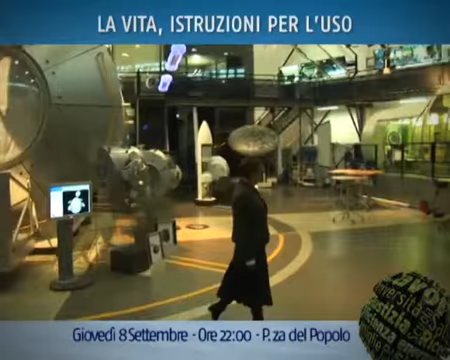 LA VITA, ISTRUZIONI PER L'USO
Giovedì 8 Settembre - Ore 22:00 - P.za del Popolo